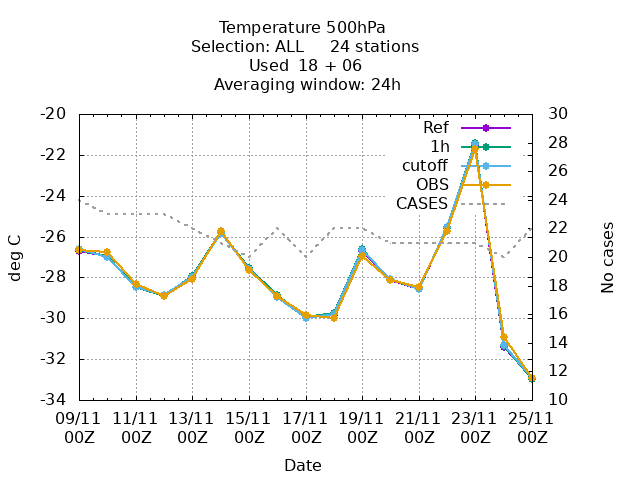 Temperature 500hPa
Selection: ALL     24 stations
Used  18 + 06
Averaging window: 24h
-20
-22
-24
-26
-28
-30
-32
-34
deg C
30
28
26
24
22
20
18
16
14
12
10
No cases
Ref
1h
cutoff
OBS
CASES
09/11 11/11 13/11 15/11 17/11 19/11 21/11 23/11 25/11
00Z 00Z 00Z 00Z 00Z 00Z 00Z 00Z 00Z
Date